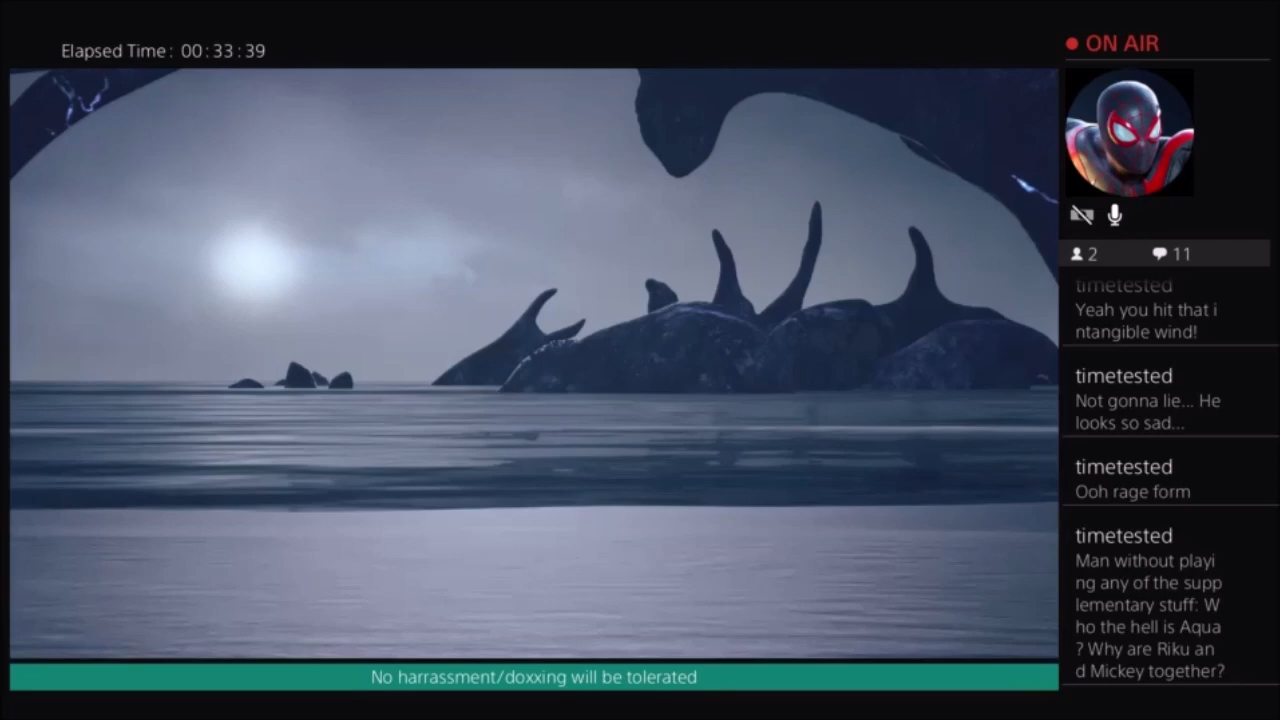 Elapsed Time: 00:33:39
ON AIR
2
11
timetested
Yeah you hit that i
ntangible wind!
timetested
Not gonna lie... He
looks so sad...
timetested
Ooh rage form
timetested
Man without playi
ng any of the supp
lementary stuff: W
ho the hell is Aqua
? Why are Riku an
d Mickey together?
No harrassment/doxxing will be tolerated